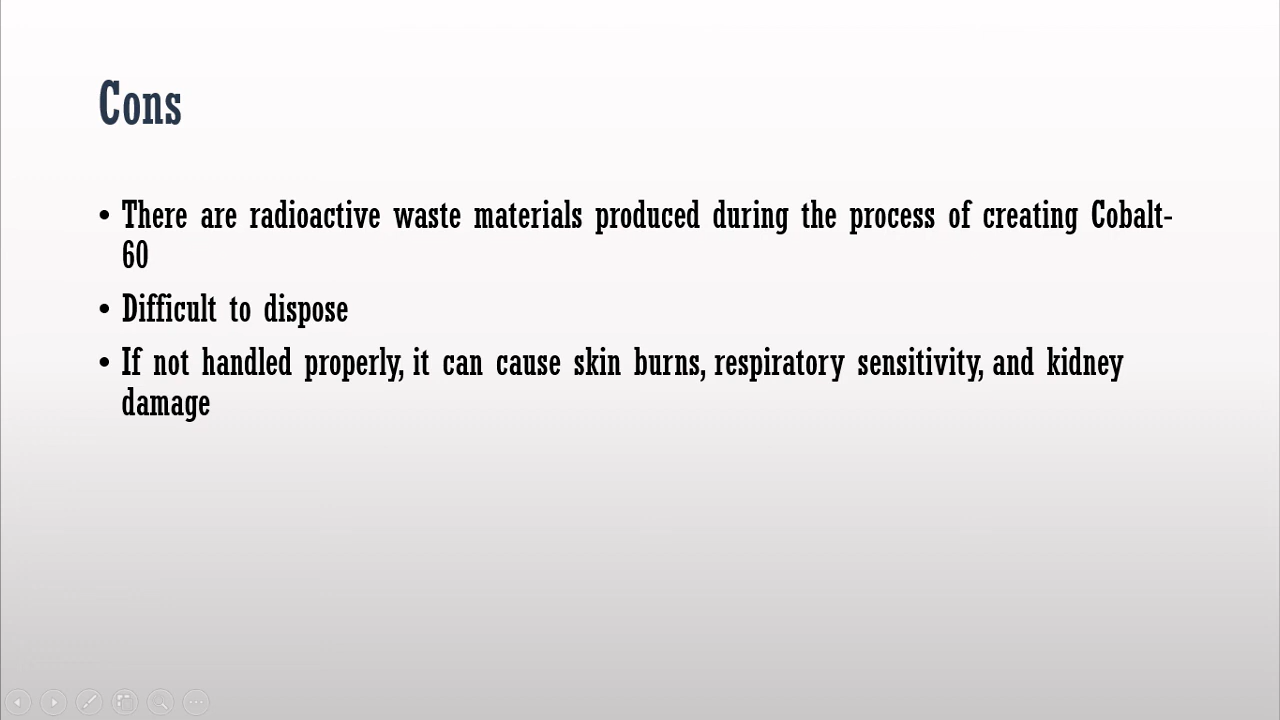 Cons
• There are radioactive waste materials produced during the process of creating Cobalt-
60
• Difficult to dispose
• If not handled properly, it can cause skin burns, respiratory sensitivity, and kidney
damage